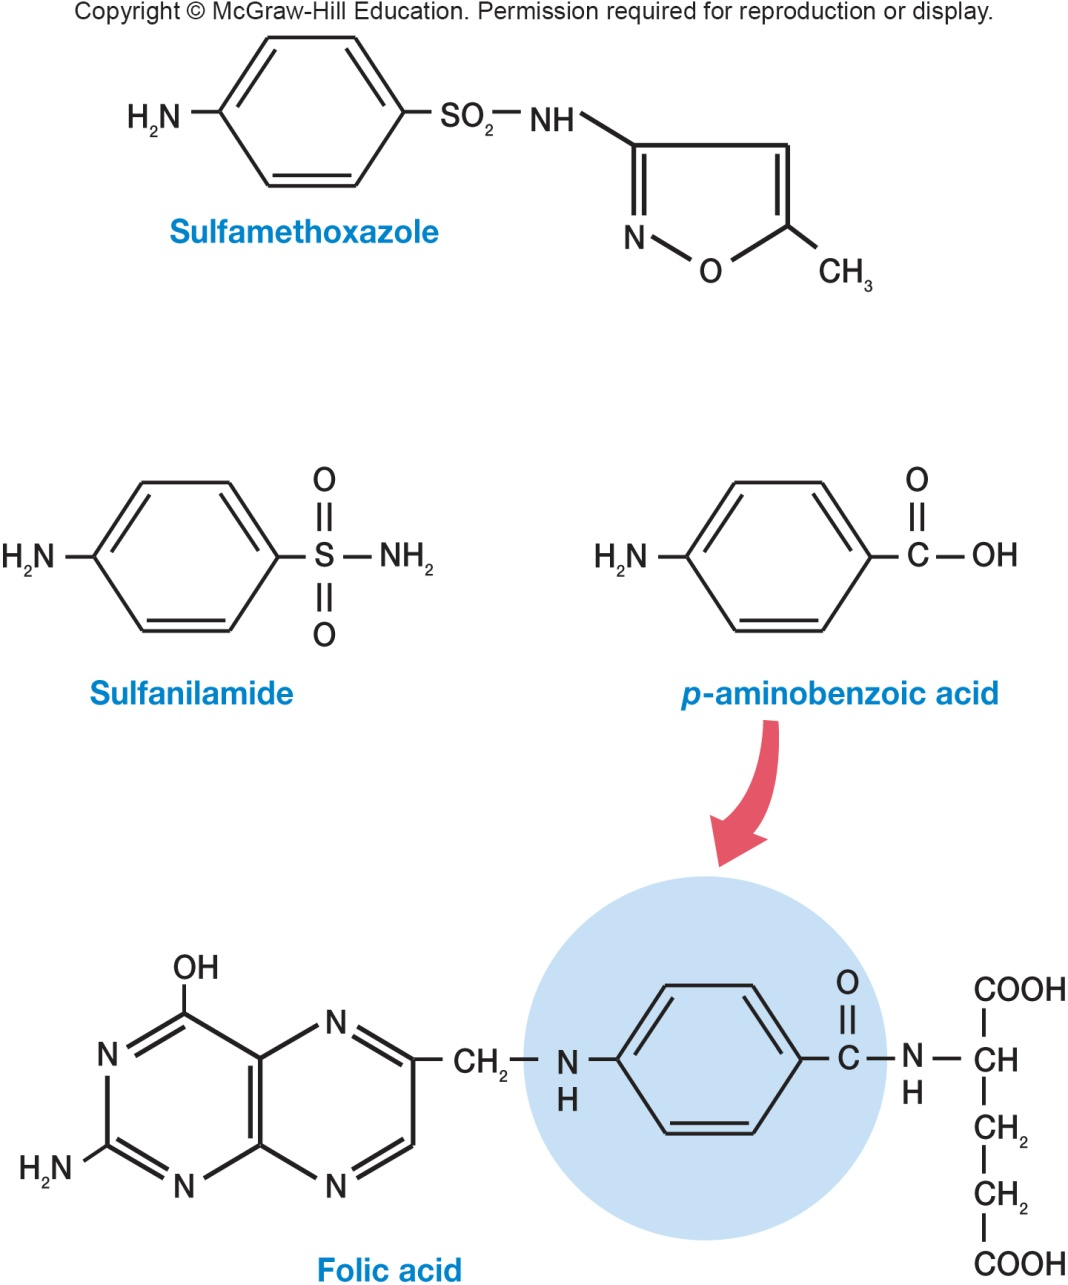 Copyright © McGraw-Hill Education. Permission required for reproduction or display.
H₂N SO₂ NH
N
O
CH₃
Sulfamethoxazole
O
H₂N S NH₂
O
Sulfanilamide
O
H₂N C OH
p-aminobenzoic acid
OH
N N
H₂N N N
CH₂ N
H
O
C N
H
COOH
CH
CH₂
CH₂
COOH
Folic acid